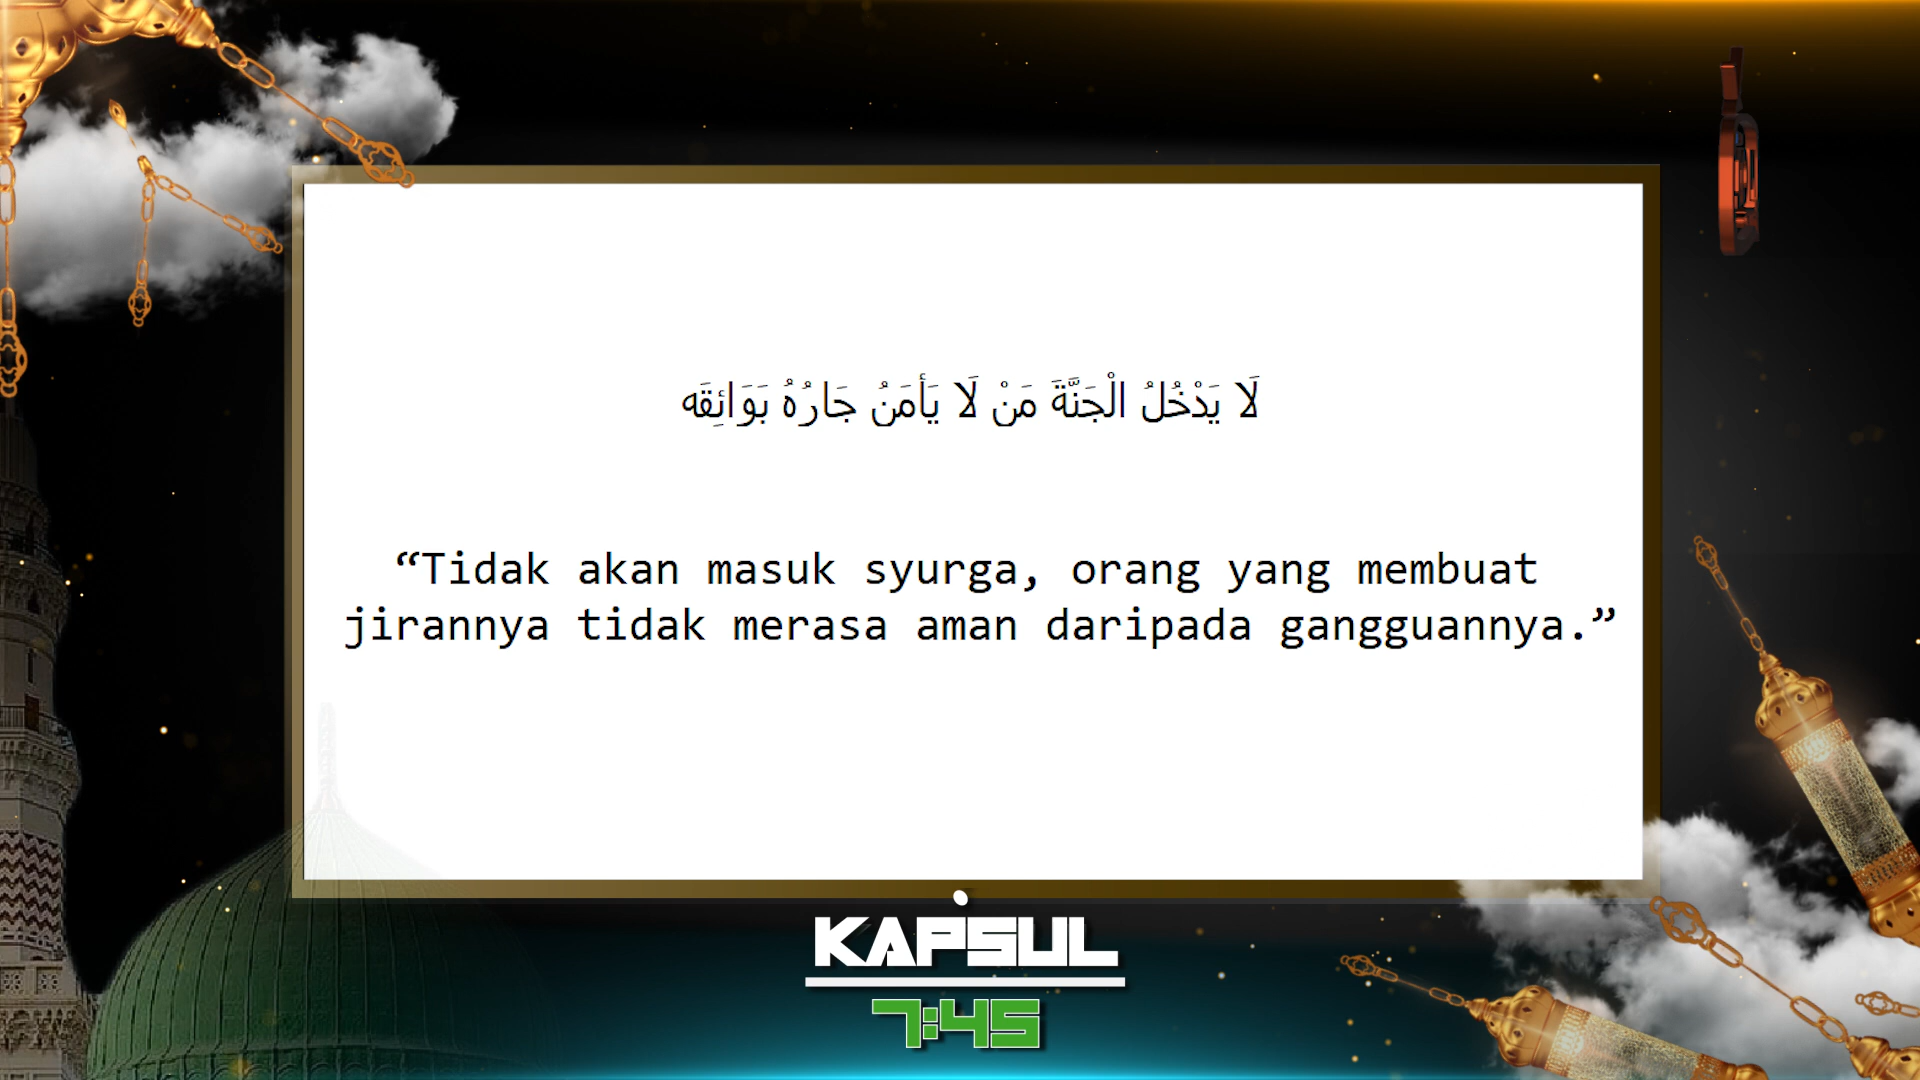 لَا يَدْخُلُ الْجَنَّةَ مَنْ لَا يَأمَنُ جَارُهُ بَوَائِقَه
“Tidak akan masuk syurga, orang yang membuat
jirannya tidak merasa aman daripada gangguannya.”
KAPSUL
7:45